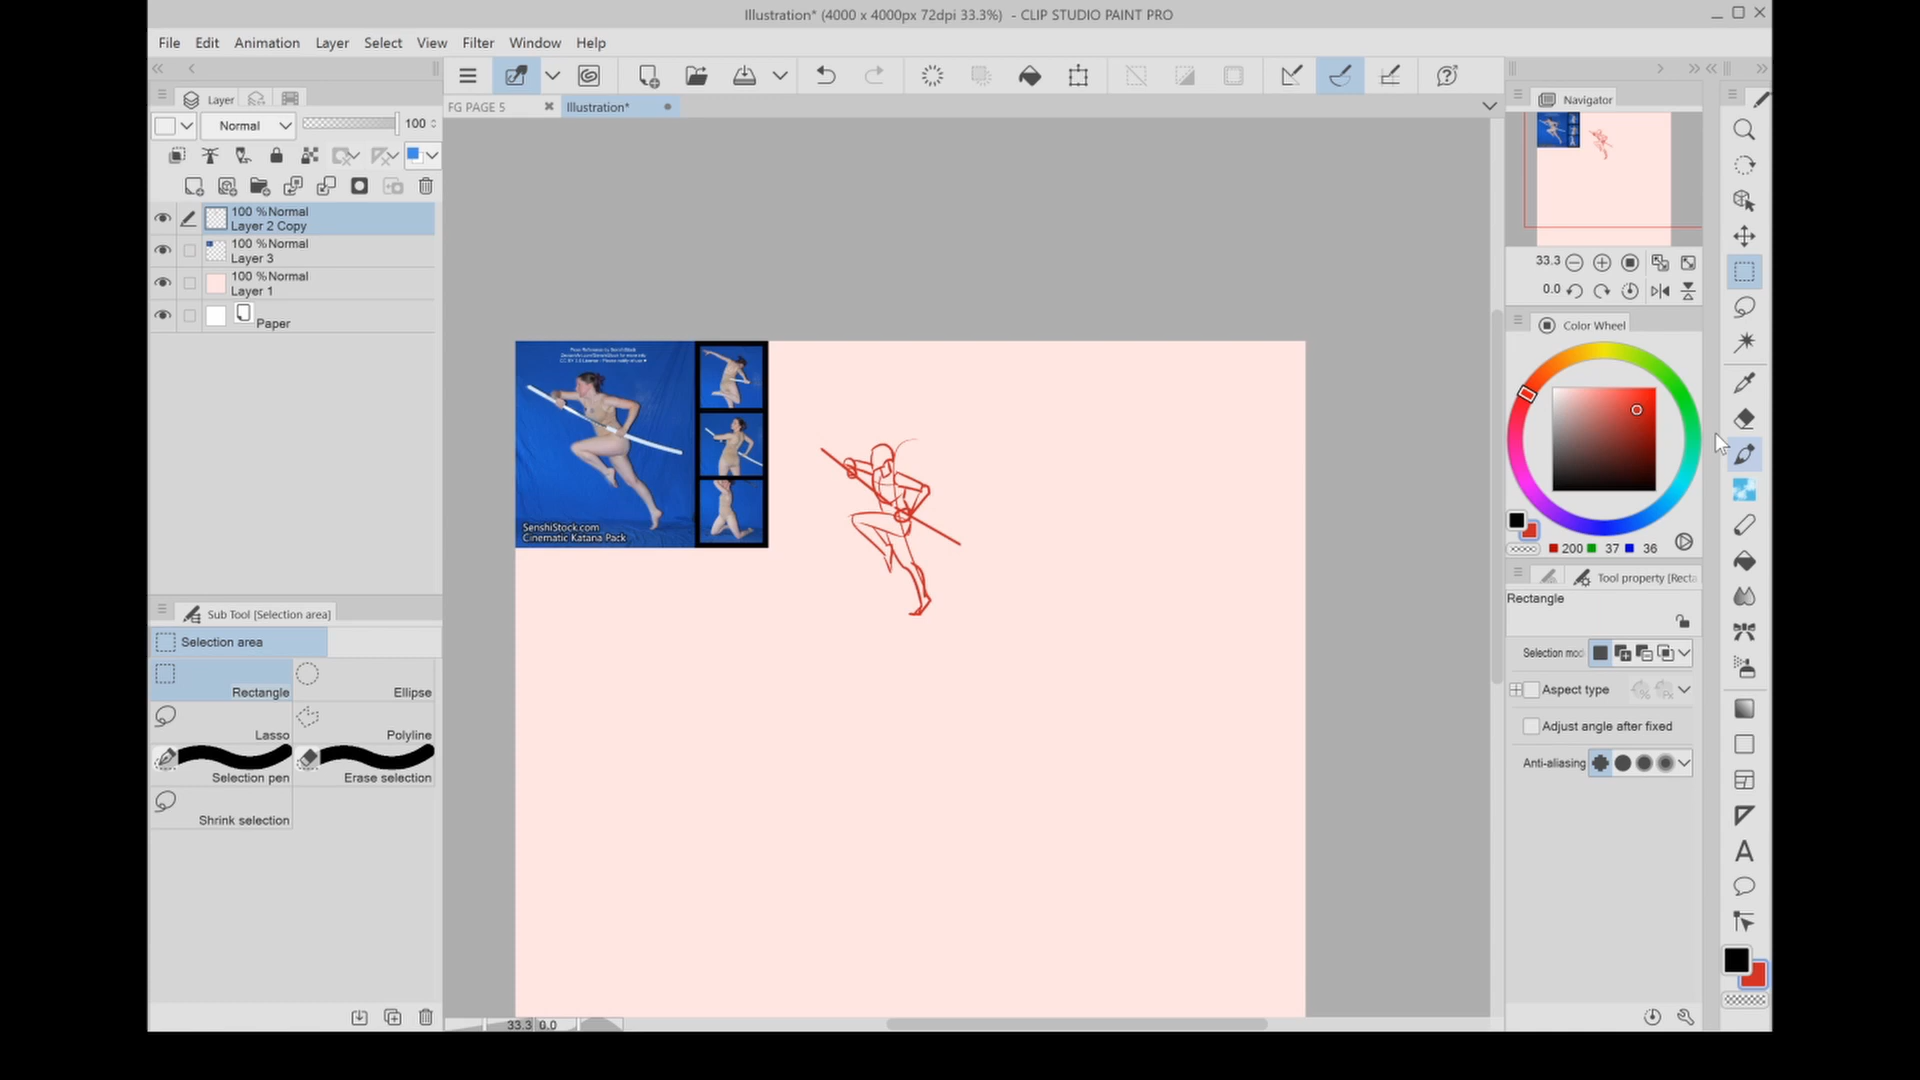 Illustration* (4000 x 4000px 72dpi 33.3%) - CLIP STUDIO PAINT PRO
File Edit Animation Layer Select View Filter Window Help
Layer
FG PAGE 5
Illustration*
Navigator
Normal
100
100 %Normal
Layer 2 Copy
100 %Normal
Layer 3
100 %Normal
Layer 1
Paper
33.3
0.0
Color Wheel
SenshiStock.com
Cinematic Katana Pack
200 37 36
Tool property [Recta
Rectangle
Sub Tool [Selection area]
Selection area
Selection mod
Rectangle
Ellipse
Aspect type
Lasso
Polyline
Adjust angle after fixed
Anti-aliasing
Selection pen
Erase selection
Shrink selection
33.3 0.0